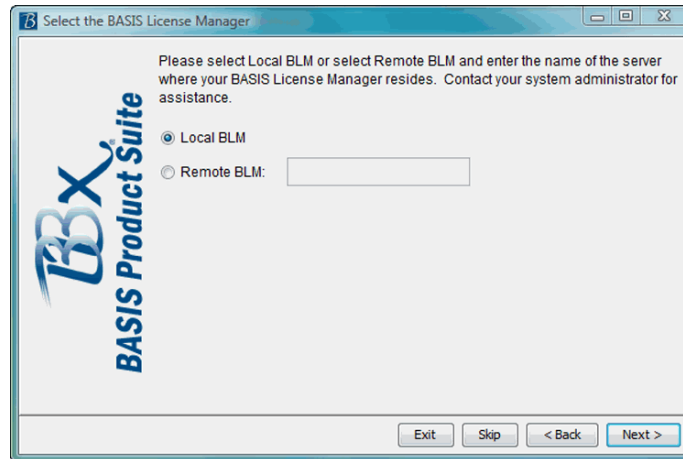 Select the BASIS License Manager
Please select Local BLM or select Remote BLM and enter the name of the server
where your BASIS License Manager resides. Contact your system administrator for
assistance.
Local BLM
Remote BLM:
BBx
BASIS Product Suite
Exit
Skip
< Back
Next >